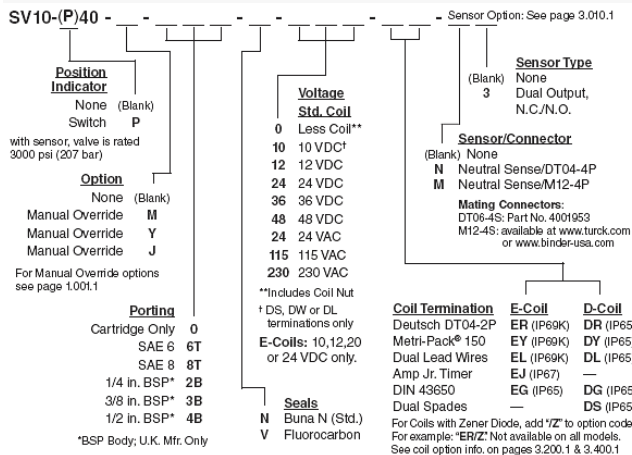 SV10-(P)40 - - - - - - Sensor Option: See page 3.010.1
Position
Indicator
None (Blank)
Switch P
with sensor, valve is rated
3000 psi (207 bar)
Option
None (Blank)
Manual Override M
Manual Override Y
Manual Override J
For Manual Override options
see page 1.001.1
Porting
Cartridge Only 0
SAE 6 6T
SAE 8 8T
1/4 in. BSP* 2B
3/8 in. BSP* 3B
1/2 in. BSP* 4B
*BSP Body; U.K. Mfr. Only
Seals
N Buna N (Std.)
V Fluorocarbon
Voltage
Std. Coil
0 Less Coil**
10 10 VDC†
12 12 VDC
24 24 VDC
36 36 VDC
48 48 VDC
24 24 VAC
115 115 VAC
230 230 VAC
**Includes Coil Nut
† DS, DW or DL
terminations only
E-Coils: 10,12,20
or 24 VDC only.
Sensor Type
(Blank) None
3 Dual Output,
N.C./N.O.
Sensor/Connector
(Blank) None
N Neutral Sense/DT04-4P
M Neutral Sense/M12-4P
Mating Connectors:
DT06-4S: Part No. 4001953
M12-4S: available at www.turck.com
or www.binder-usa.com
Coil Termination E-Coil D-Coil
Deutsch DT04-2P ER (IP69K) DR (IP65
Metri-Pack® 150 EY (IP69K) DY (IP65
Dual Lead Wires EL (IP69K) DL (IP65
Amp Jr. Timer EJ (IP67) —
DIN 43650 EG (IP65) DG (IP65
Dual Spades — DS (IP65
For Coils with Zener Diode, add "/Z" to option code
For example: "ER/Z." Not available on all models.
See coil option info. on pages 3.200.1 & 3.400.1